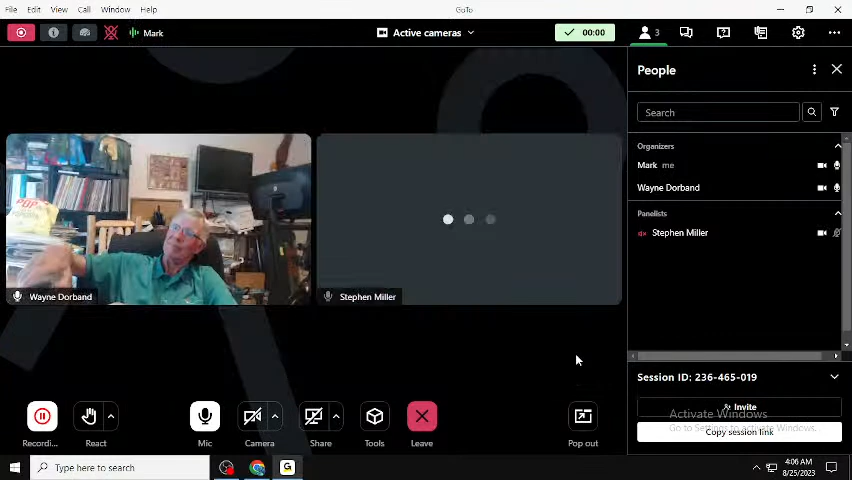 File Edit View Call Window Help
GoTo
Mark
Active cameras
00:00
3
People
Search
Organizers
Mark me
Wayne Dorband
Panelists
Stephen Miller
POP
Wayne Dorband
Stephen Miller
Session ID: 236-465-019
Invite
Copy session link
Activate Windows
Go to Settings to activate Windows.
Recordi...
React
Mic
Camera
Share
Tools
Leave
Pop out
G
Type here to search
4:06 AM
8/25/2023